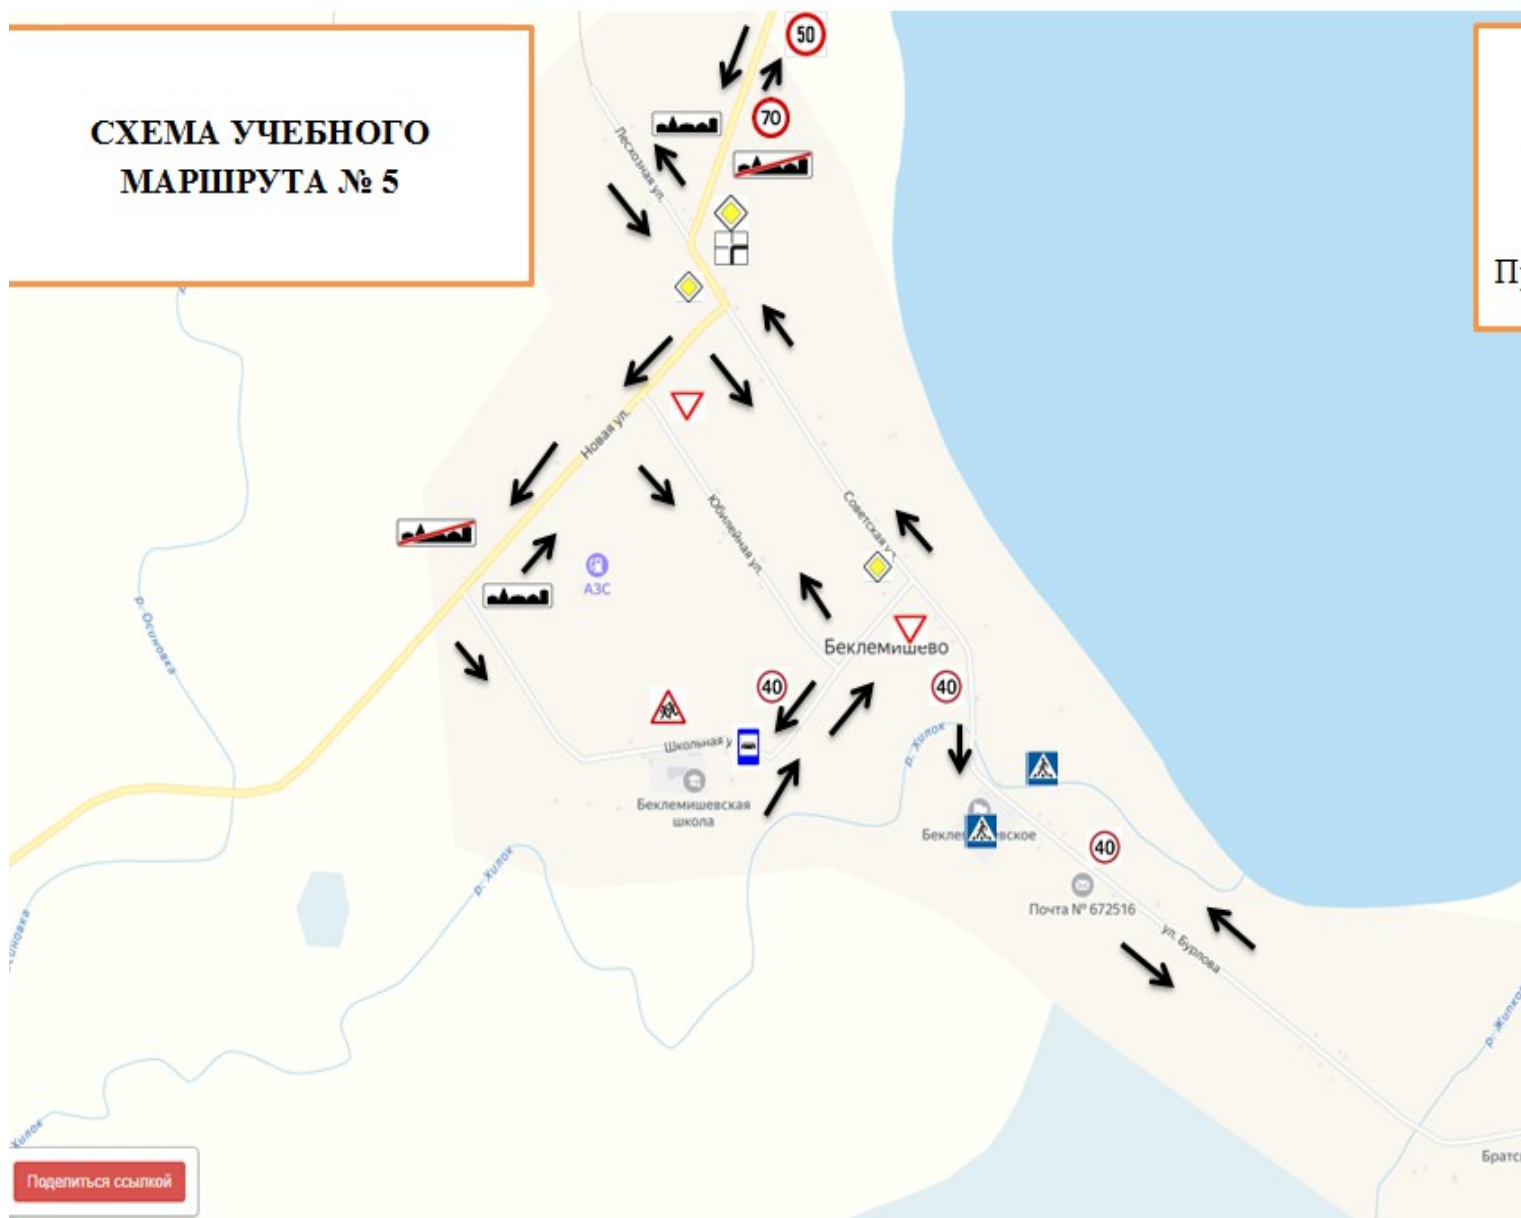 СХЕМА УЧЕБНОГО
МАРШРУТА № 5
50
70
Лесхозная ул.
Новая ул.
Юбилейная ул.
Советская ул.
АЗС
р. Осиновка
Беклемишево
40
40
Школьная у
р. Хилок
Беклемишевская
школа
40
Почта № 672516
ул. Бурлова
р. Хилок
Хилок
Поделиться ссылкой